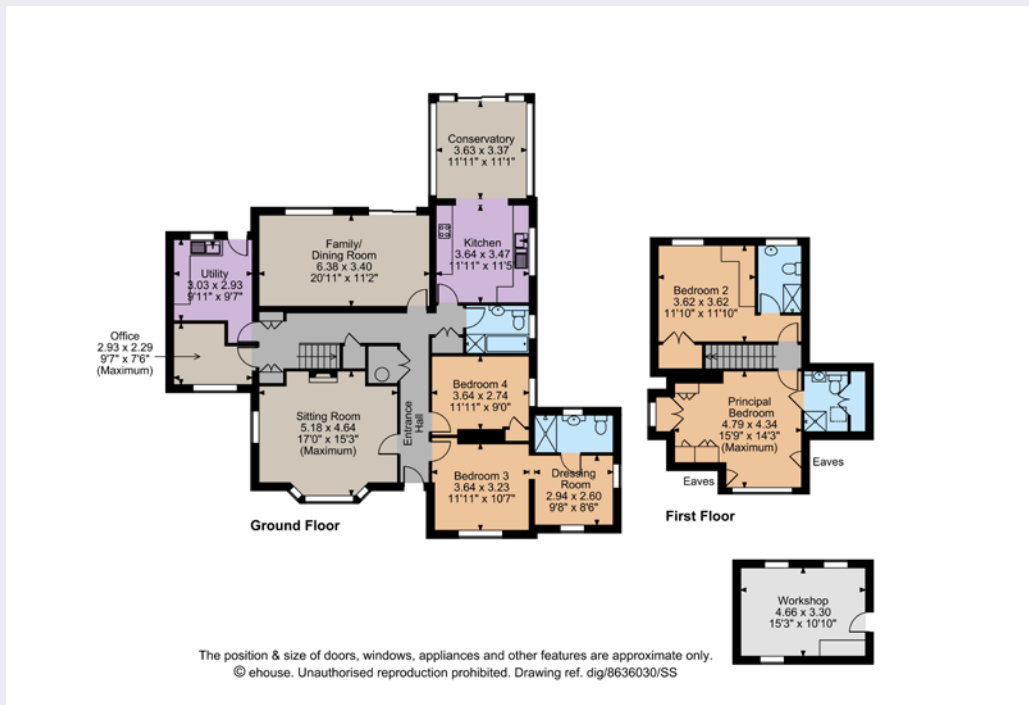 Conservatory
3.63 x 3.37
11'11" x 11'1"
Family/
Dining Room
6.38 x 3.40
20'11" x 11'2"
Kitchen
3.64 x 3.47
11'11" x 11'5
Utility
3.03 x 2.93
9'11" x 9'7"
Office
2.93 x 2.29
9'7" x 7'6"
(Maximum)
Sitting Room
5.18 x 4.64
17'0" x 15'3"
(Maximum)
Entrance
Hall
Bedroom 4
3.64 x 2.74
11'11" x 9'0"
Bedroom 3
3.64 x 3.23
11'11" x 10'7"
Dressing
Room
2.94 x 2.60
9'8" x 8'6"
Ground Floor
Bedroom 2
3.62 x 3.62
11'10" x 11'10"
Principal
Bedroom
4.79 x 4.34
15'9" x 14'3"
(Maximum)
Eaves
Eaves
First Floor
Workshop
4.66 x 3.30
15'3" x 10'10"
The position & size of doors, windows, appliances and other features are approximate only.
© ehouse. Unauthorised reproduction prohibited. Drawing ref. dig/8636030/SS